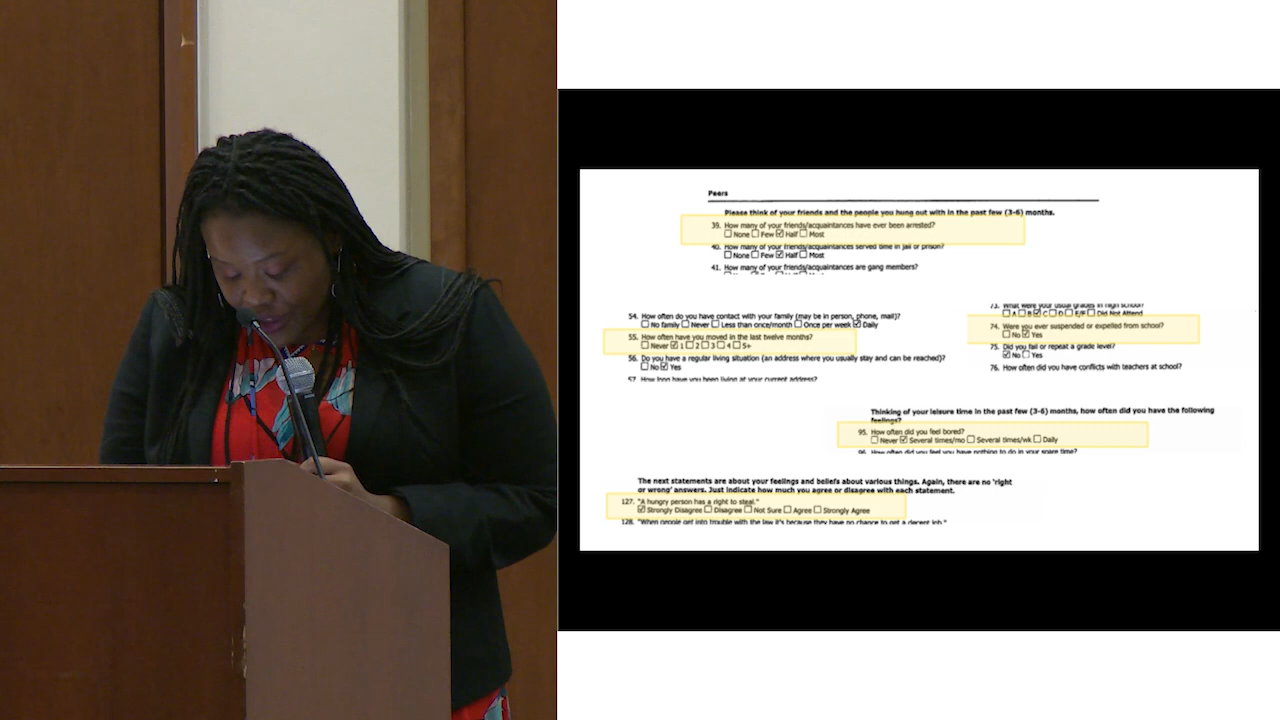 Peers
Please think of your friends and the people you hung out with in the past few (3-6) months.
39. How many of your friends/acquaintances have ever been arrested?
None Few Half Most
40. How many of your friends/acquaintances served time in jail or prison?
None Few Half Most
41. How many of your friends/acquaintances are gang members?
54. How often do you have contact with your family (may be in person, phone, mail)?
No family Never Less than once/month Once per week Daily
55. How often have you moved in the last twelve months?
Never 1 2 3 4 5+
56. Do you have a regular living situation (an address where you usually stay and can be reached)?
No Yes
57. How long have you been living at your current address?
73. What were your usual grades in high school?
A B C D E/F Did Not Attend
74. Were you ever suspended or expelled from school?
No Yes
75. Did you fail or repeat a grade level?
No Yes
76. How often did you have conflicts with teachers at school?
Thinking of your leisure time in the past few (3-6) months, how often did you have the following
feelings?
95. How often did you feel bored?
Never Several times/mo Several times/wk Daily
96. How often did you feel you have nothing to do in your spare time?
The next statements are about your feelings and beliefs about various things. Again, there are no 'right
or wrong' answers. Just indicate how much you agree or disagree with each statement.
127. "A hungry person has a right to steal."
Strongly Disagree Disagree Not Sure Agree Strongly Agree
128. "When people get into trouble with the law it's because they have no chance to get a decent job."